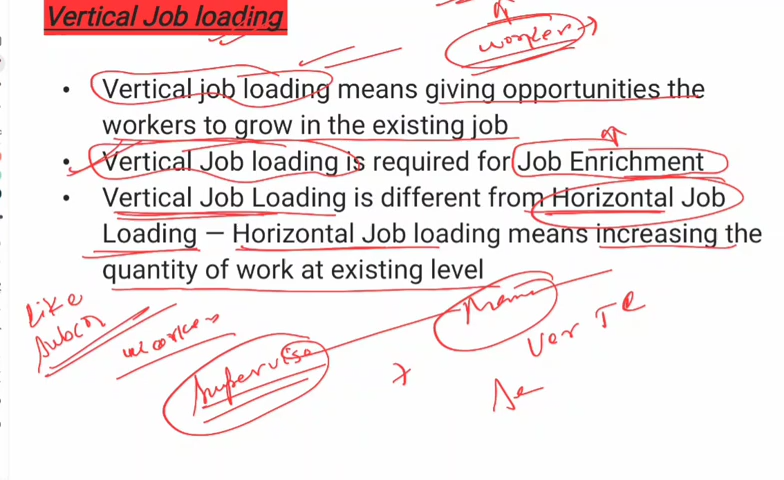 Vertical Job loading
worker
• Vertical job loading means giving opportunities the
workers to grow in the existing job
• Vertical Job loading is required for Job Enrichment
• Vertical Job Loading is different from Horizontal Job
Loading – Horizontal Job loading means increasing the
quantity of work at existing level
Like
worker
Supervise